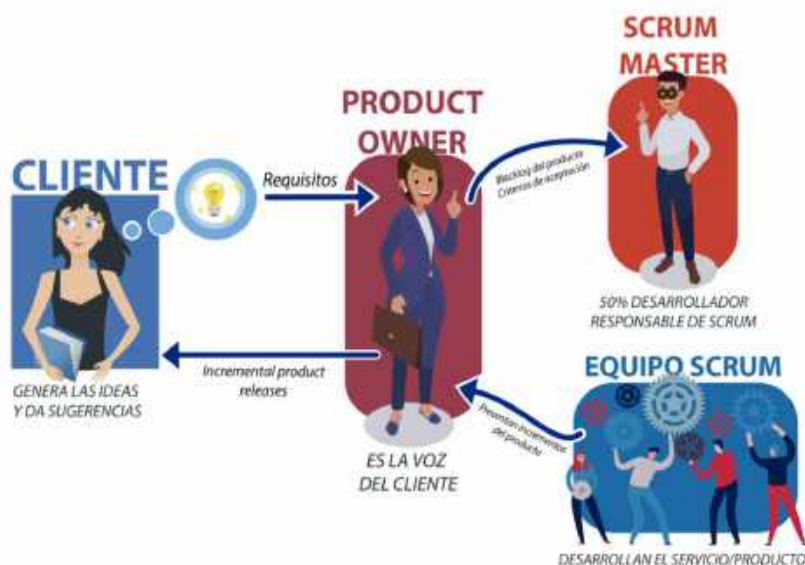 SCRUM
MASTER
PRODUCT
OWNER
CLIENTE
Requisitos
Blacklog del producto
Criterios de aceptación
50% DESARROLLADOR
RESPONSABLE DE SCRUM
Incremental product
releases
GENERA LAS IDEAS
Y DA SUGERENCIAS
EQUIPO SCRUM
Presentan incrementos
del producto
ES LA VOZ
DEL CLIENTE
DESARROLLAN EL SERVICIO/PRODUCTO